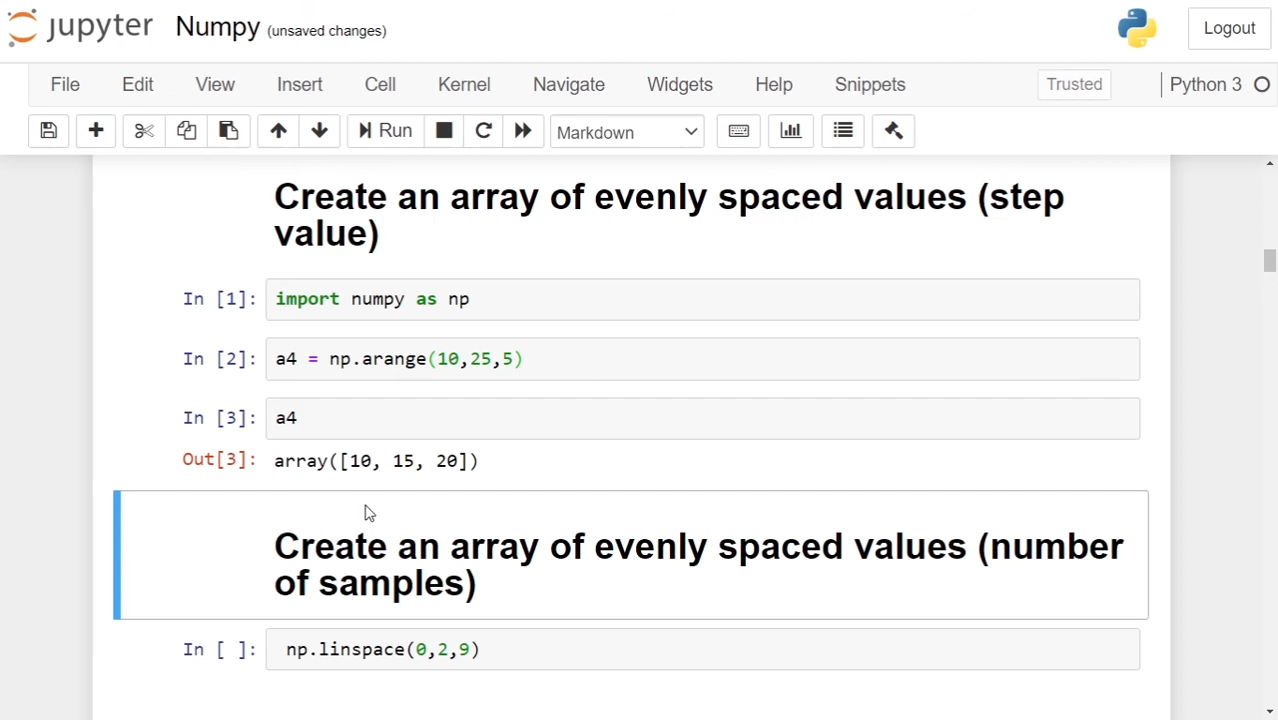 jupyter Numpy (unsaved changes) Logout
File Edit View Insert Cell Kernel Navigate Widgets Help Snippets Trusted Python 3
Run Markdown
Create an array of evenly spaced values (step
value)
In [1]: import numpy as np
In [2]: a4 = np.arange(10,25,5)
In [3]: a4
Out[3]: array([10, 15, 20])
Create an array of evenly spaced values (number
of samples)
In [ ]: np.linspace(0,2,9)